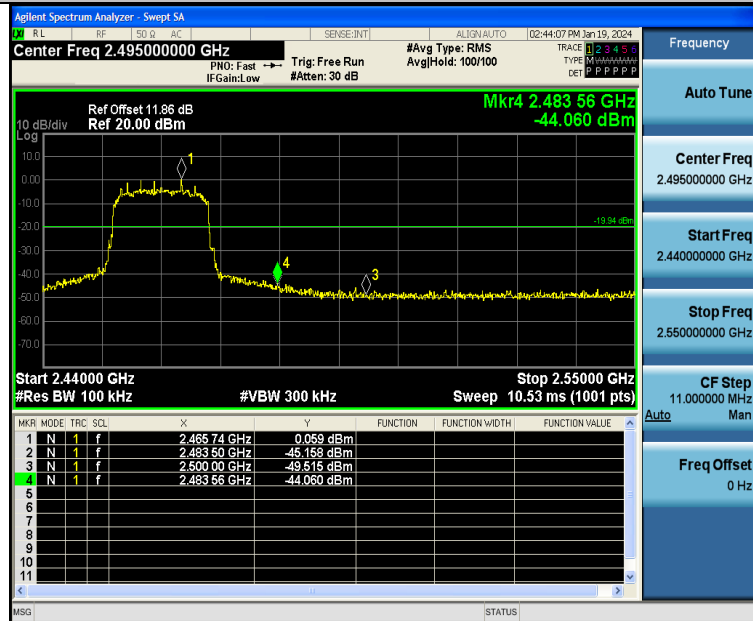 Agilent Spectrum Analyzer - Swept SA
LXI RL RF 50 Ω AC SENSE:INT ALIGN AUTO 02:44:07 PM Jan 19, 2024
Center Freq 2.495000000 GHz
PNO: Fast
IFGain:Low
Trig: Free Run
#Atten: 30 dB
#Avg Type: RMS
Avg|Hold: 100/100
TRACE 1 2 3 4 5 6
TYPE MWWWWW
DET P P P P P P
Frequency
Auto Tune
Center Freq
2.495000000 GHz
Start Freq
2.440000000 GHz
Stop Freq
2.550000000 GHz
CF Step
11.000000 MHz
Auto Man
Freq Offset
0 Hz
Ref Offset 11.86 dB
10 dB/div Ref 20.00 dBm
Log
Mkr4 2.483 56 GHz
-44.060 dBm
10.0
0.00
-10.0
-20.0
-30.0
-40.0
-50.0
-60.0
-70.0
1
4
3
-19.94 dBm
Start 2.44000 GHz Stop 2.55000 GHz
#Res BW 100 kHz #VBW 300 kHz Sweep 10.53 ms (1001 pts)
MKR MODE TRC SCL X Y FUNCTION FUNCTION WIDTH FUNCTION VALUE
1 N 1 f 2.465 74 GHz 0.059 dBm
2 N 1 f 2.483 50 GHz -45.158 dBm
3 N 1 f 2.500 00 GHz -49.515 dBm
4 N 1 f 2.483 56 GHz -44.060 dBm
5
6
7
8
9
10
11
MSG STATUS